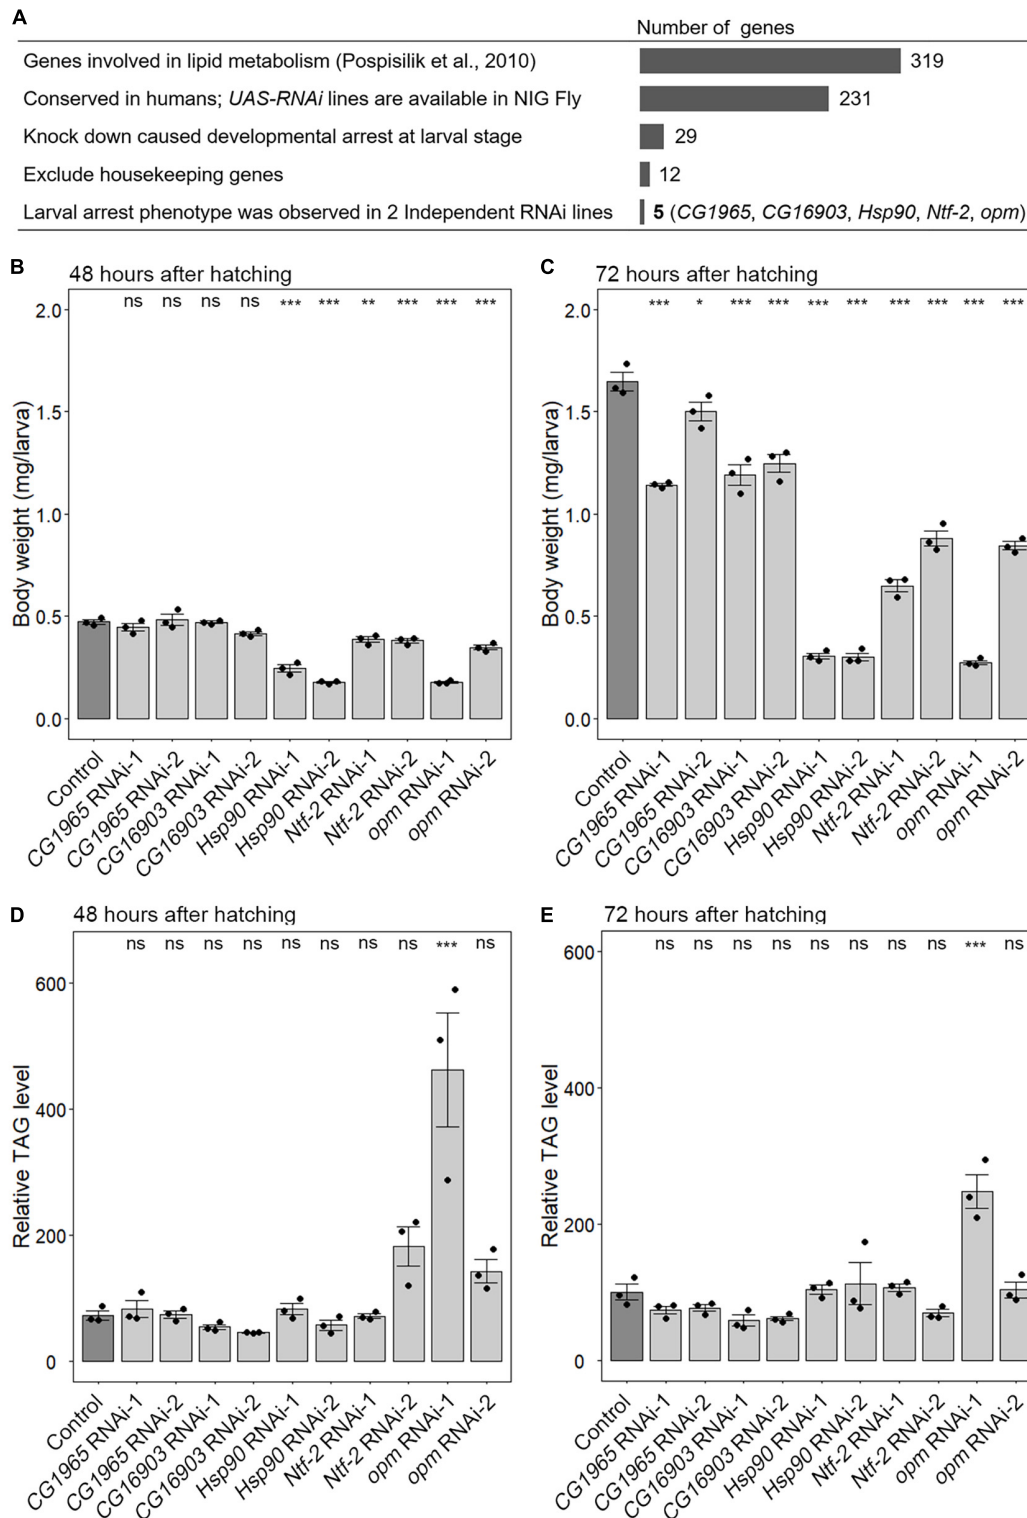 A
Number of genes
Genes involved in lipid metabolism (Pospisilik et al., 2010) 319
Conserved in humans; UAS-RNAi lines are available in NIG Fly 231
Knock down caused developmental arrest at larval stage 29
Exclude housekeeping genes 12
Larval arrest phenotype was observed in 2 Independent RNAi lines 5 (CG1965, CG16903, Hsp90, Ntf-2, opm)
B
48 hours after hatching
ns ns ns ns *** *** ** *** *** ***
2.0
1.5
1.0
0.5
0.0
Body weight (mg/larva)
Control
CG1965 RNAi-1
CG1965 RNAi-2
CG16903 RNAi-1
CG16903 RNAi-2
Hsp90 RNAi-1
Hsp90 RNAi-2
Ntf-2 RNAi-1
Ntf-2 RNAi-2
opm RNAi-1
opm RNAi-2
C
72 hours after hatching
*** * *** *** *** *** *** *** *** ***
2.0
1.5
1.0
0.5
0.0
Body weight (mg/larva)
Control
CG1965 RNAi-1
CG1965 RNAi-2
CG16903 RNAi-1
CG16903 RNAi-2
Hsp90 RNAi-1
Hsp90 RNAi-2
Ntf-2 RNAi-1
Ntf-2 RNAi-2
opm RNAi-1
opm RNAi-2
D
48 hours after hatching
ns ns ns ns ns ns ns ns *** ns
600
400
200
0
Relative TAG level
Control
CG1965 RNAi-1
CG1965 RNAi-2
CG16903 RNAi-1
CG16903 RNAi-2
Hsp90 RNAi-1
Hsp90 RNAi-2
Ntf-2 RNAi-1
Ntf-2 RNAi-2
opm RNAi-1
opm RNAi-2
E
72 hours after hatching
ns ns ns ns ns ns ns ns *** ns
600
400
200
0
Relative TAG level
Control
CG1965 RNAi-1
CG1965 RNAi-2
CG16903 RNAi-1
CG16903 RNAi-2
Hsp90 RNAi-1
Hsp90 RNAi-2
Ntf-2 RNAi-1
Ntf-2 RNAi-2
opm RNAi-1
opm RNAi-2